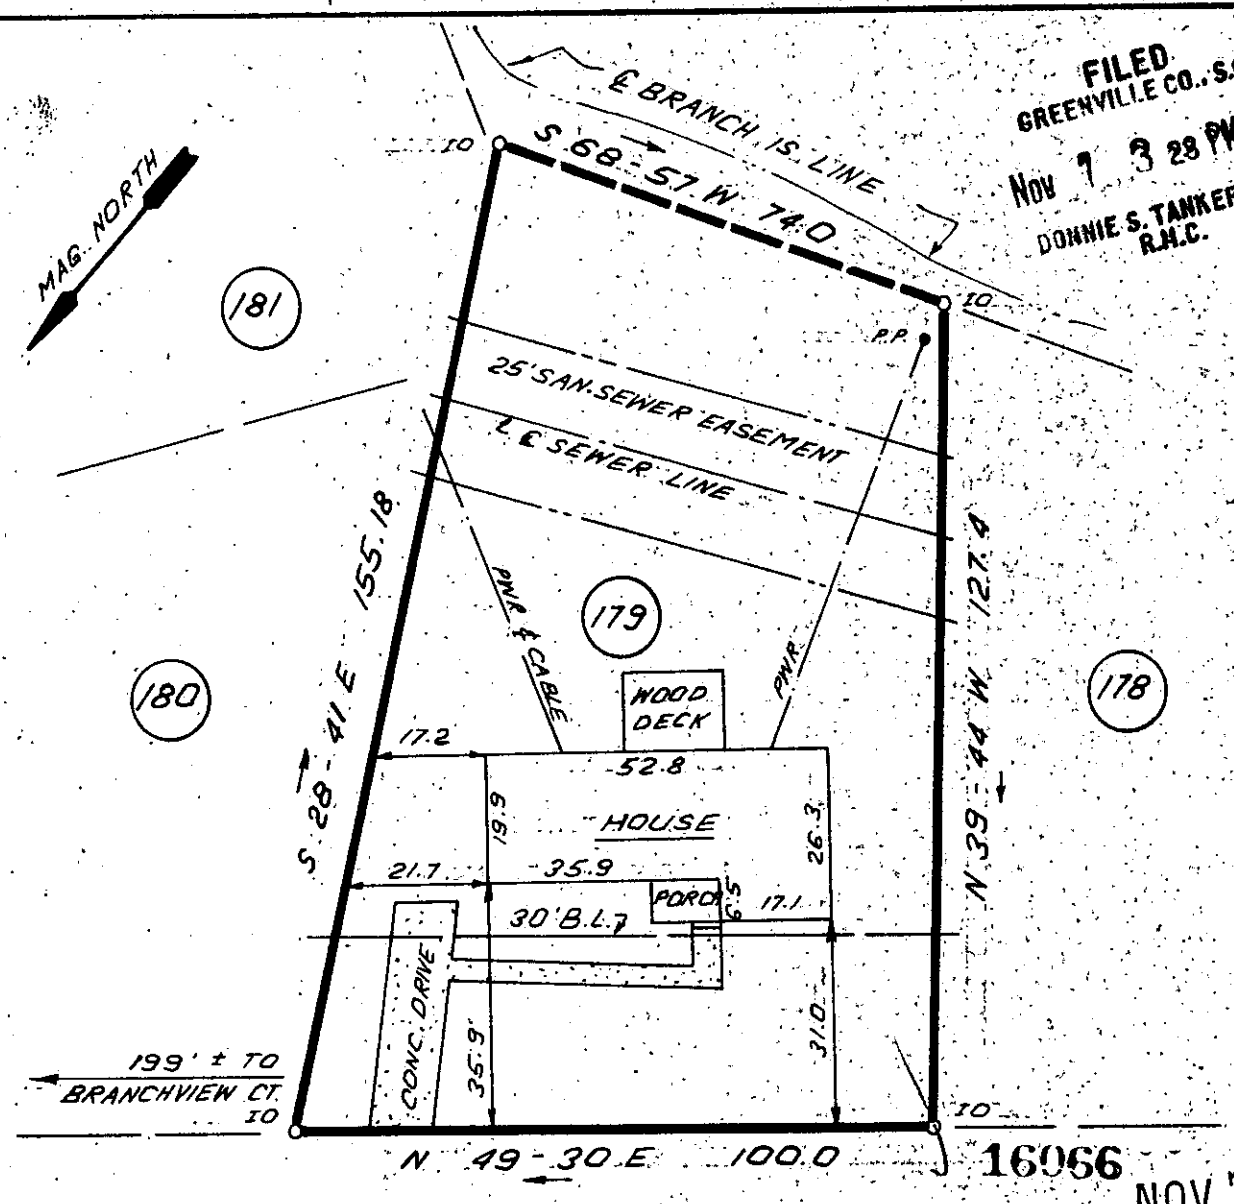 FILED
GREENVILLE CO., S.
NOV 7 3 28 PM
DONNIE S. TANKER
R.M.C.
℄ BRANCH IS LINE
IO
S 68-57 W 74.0
MAG. NORTH
181
IO
P.P.
25' SAN. SEWER EASEMENT
℄ SEWER LINE
S 28-41 E 155.18
PWR & CABLE
179
PWR
N 39-44 W 127.4
180
178
WOOD
DECK
17.2
52.8
19.9
HOUSE
26.3
21.7
35.9
PORCH
6.5
17.1
30' B.L.
CONC. DRIVE
35.9'
31.0
199' ± TO
BRANCHVIEW CT.
IO
IO
N 49-30 E 100.0
16066
NOV